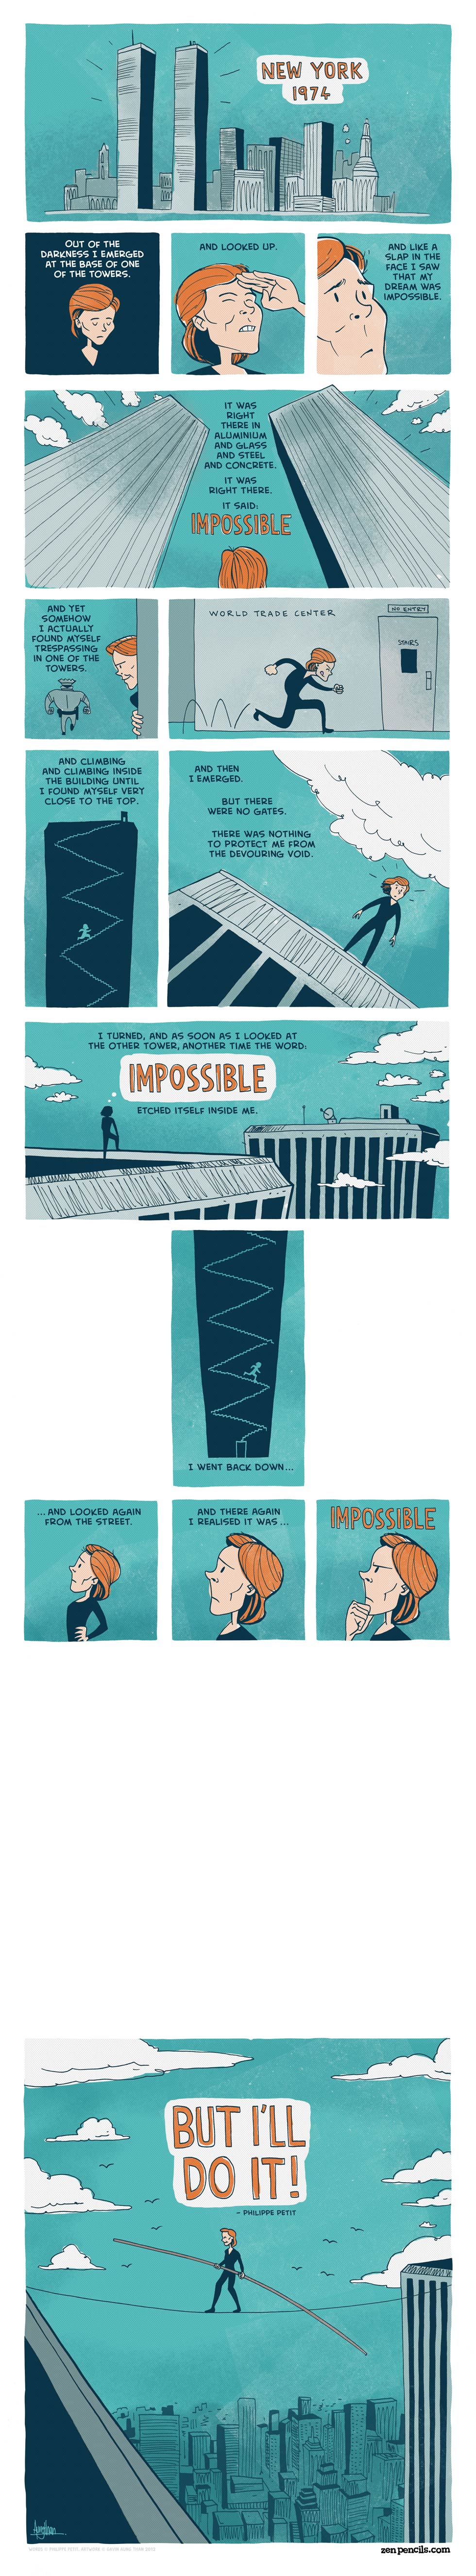 NEW YORK
1974
OUT OF THE
DARKNESS I EMERGED
AT THE BASE OF ONE
OF THE TOWERS.
AND LOOKED UP.
AND LIKE A
SLAP IN THE
FACE I SAW
THAT MY
DREAM WAS
IMPOSSIBLE.
IT WAS
RIGHT
THERE IN
ALUMINIUM
AND GLASS
AND STEEL
AND CONCRETE.
IT WAS
RIGHT THERE.
IT SAID:
IMPOSSIBLE
AND YET
SOMEHOW
I ACTUALLY
FOUND MYSELF
TRESPASSING
IN ONE OF THE
TOWERS.
WORLD TRADE CENTER
NO ENTRY
STAIRS
AND CLIMBING
AND CLIMBING INSIDE
THE BUILDING UNTIL
I FOUND MYSELF VERY
CLOSE TO THE TOP.
AND THEN
I EMERGED.
BUT THERE
WERE NO GATES.
THERE WAS NOTHING
TO PROTECT ME FROM
THE DEVOURING VOID.
I TURNED, AND AS SOON AS I LOOKED AT
THE OTHER TOWER, ANOTHER TIME THE WORD:
IMPOSSIBLE
ETCHED ITSELF INSIDE ME.
I WENT BACK DOWN...
...AND LOOKED AGAIN
FROM THE STREET.
AND THERE AGAIN
I REALISED IT WAS...
IMPOSSIBLE
BUT I'LL
DO IT!
- PHILIPPE PETIT
zenpencils.com